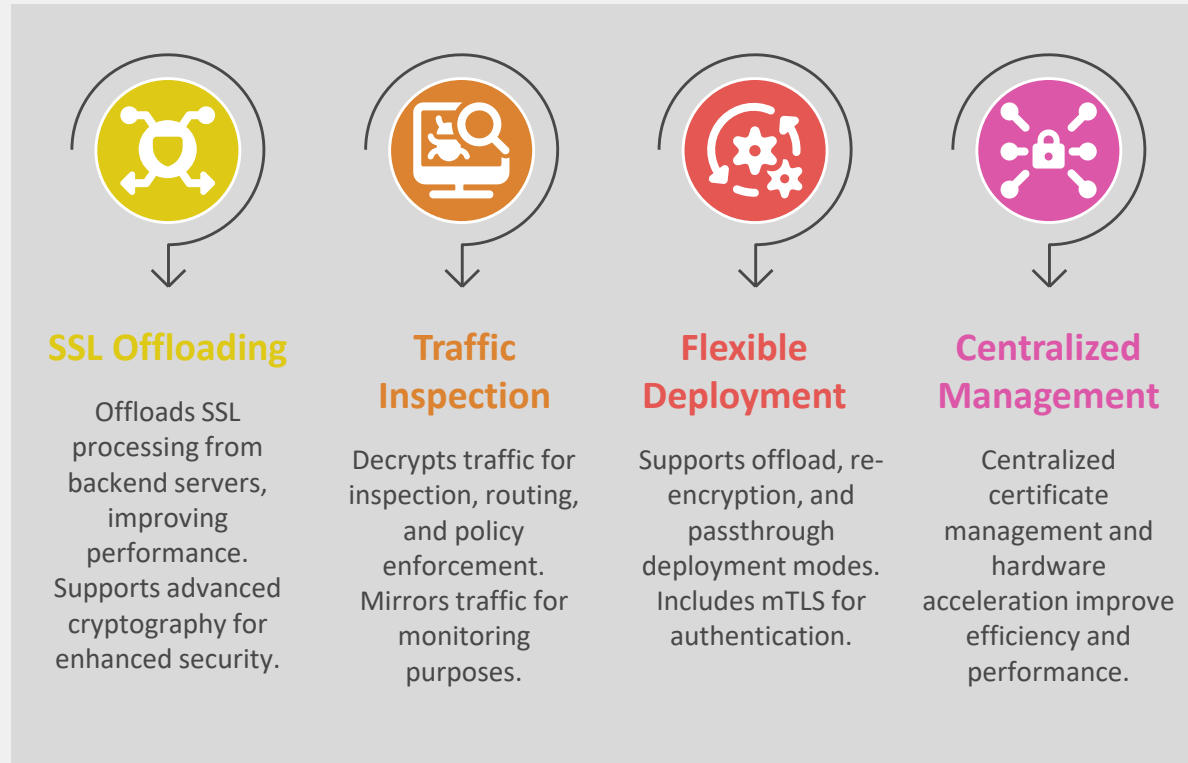 SSL Offloading
Offloads SSL
processing from
backend servers,
improving
performance.
Supports advanced
cryptography for
enhanced security.
Traffic
Inspection
Decrypts traffic for
inspection, routing,
and policy
enforcement.
Mirrors traffic for
monitoring
purposes.
Flexible
Deployment
Supports offload, re-
encryption, and
passthrough
deployment modes.
Includes mTLS for
authentication.
Centralized
Management
Centralized
certificate
management and
hardware
acceleration improve
efficiency and
performance.